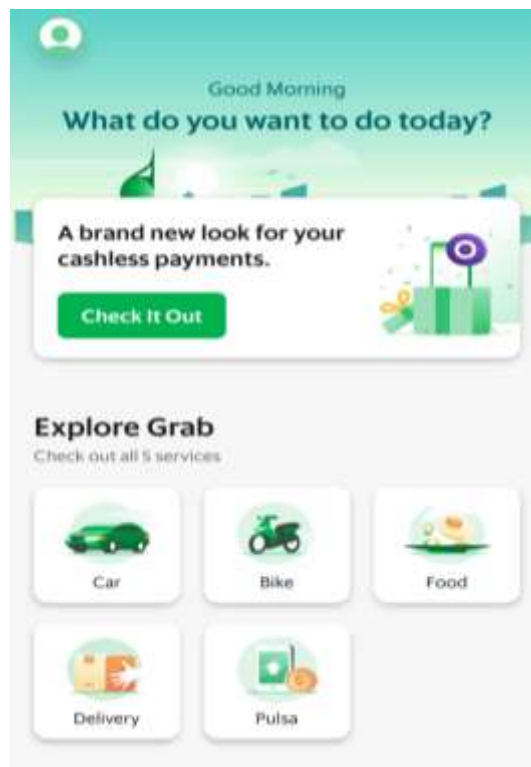 Good Morning
What do you want to do today?
A brand new look for your
cashless payments.
Check It Out
Explore Grab
Check out all 5 services
Car
Bike
Food
Delivery
Pulsa